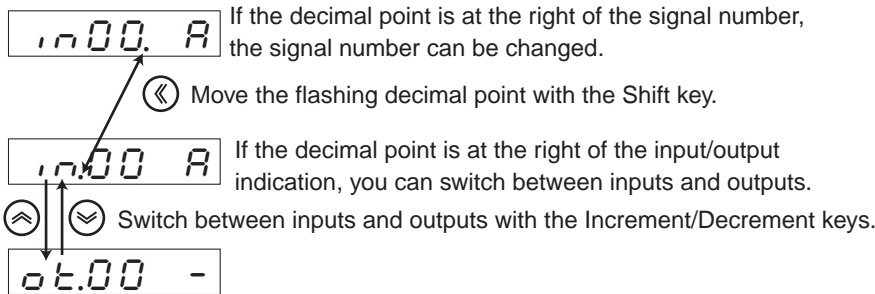 in00. A
If the decimal point is at the right of the signal number,
the signal number can be changed.
Move the flashing decimal point with the Shift key.
in.00 A
If the decimal point is at the right of the input/output
indication, you can switch between inputs and outputs.
Switch between inputs and outputs with the Increment/Decrement keys.
ot.00 -